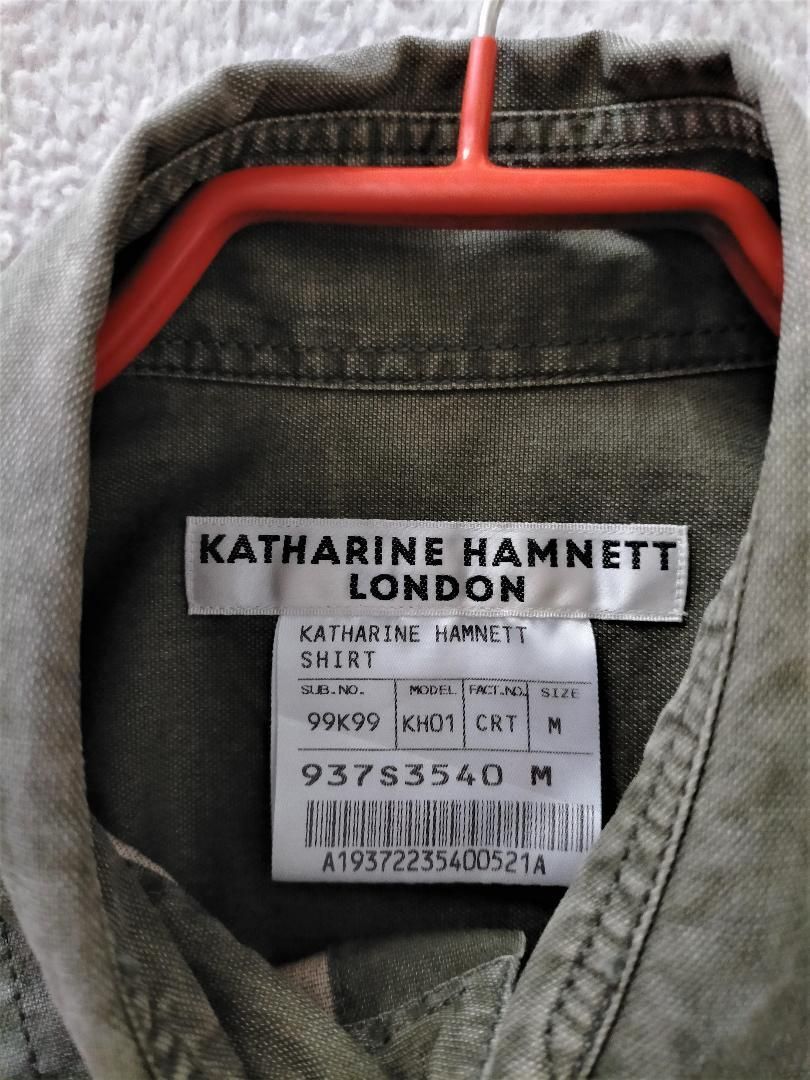 KATHARINE HAMNETT
LONDON
KATHARINE HAMNETT
SHIRT
SUB.NO. MODEL FACT.NO. SIZE
99K99 KH01 CRT M
937S3540 M
A19372235400521A